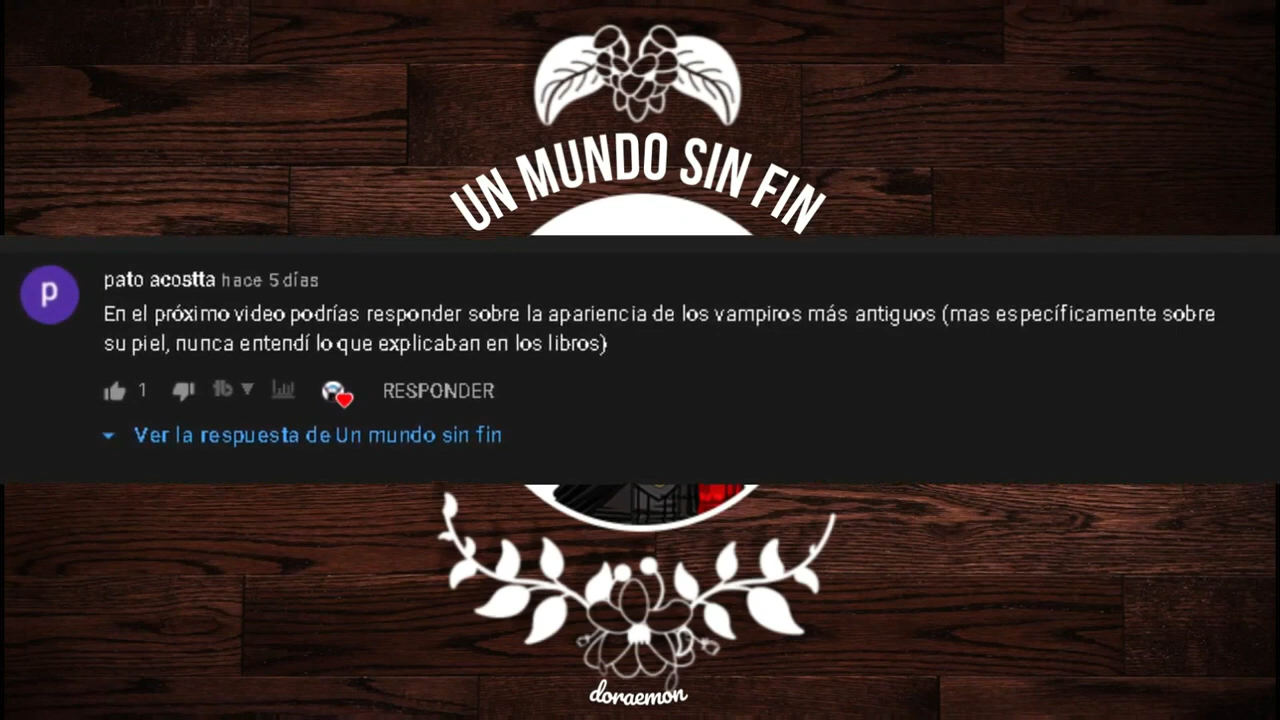 UN MUNDO SIN FIN
P
pato acostta hace 5 días
En el próximo video podrías responder sobre la apariencia de los vampiros más antiguos (mas específicamente sobre
su piel, nunca entendí lo que explicaban en los libros)
1
RESPONDER
Ver la respuesta de Un mundo sin fin
doraemon